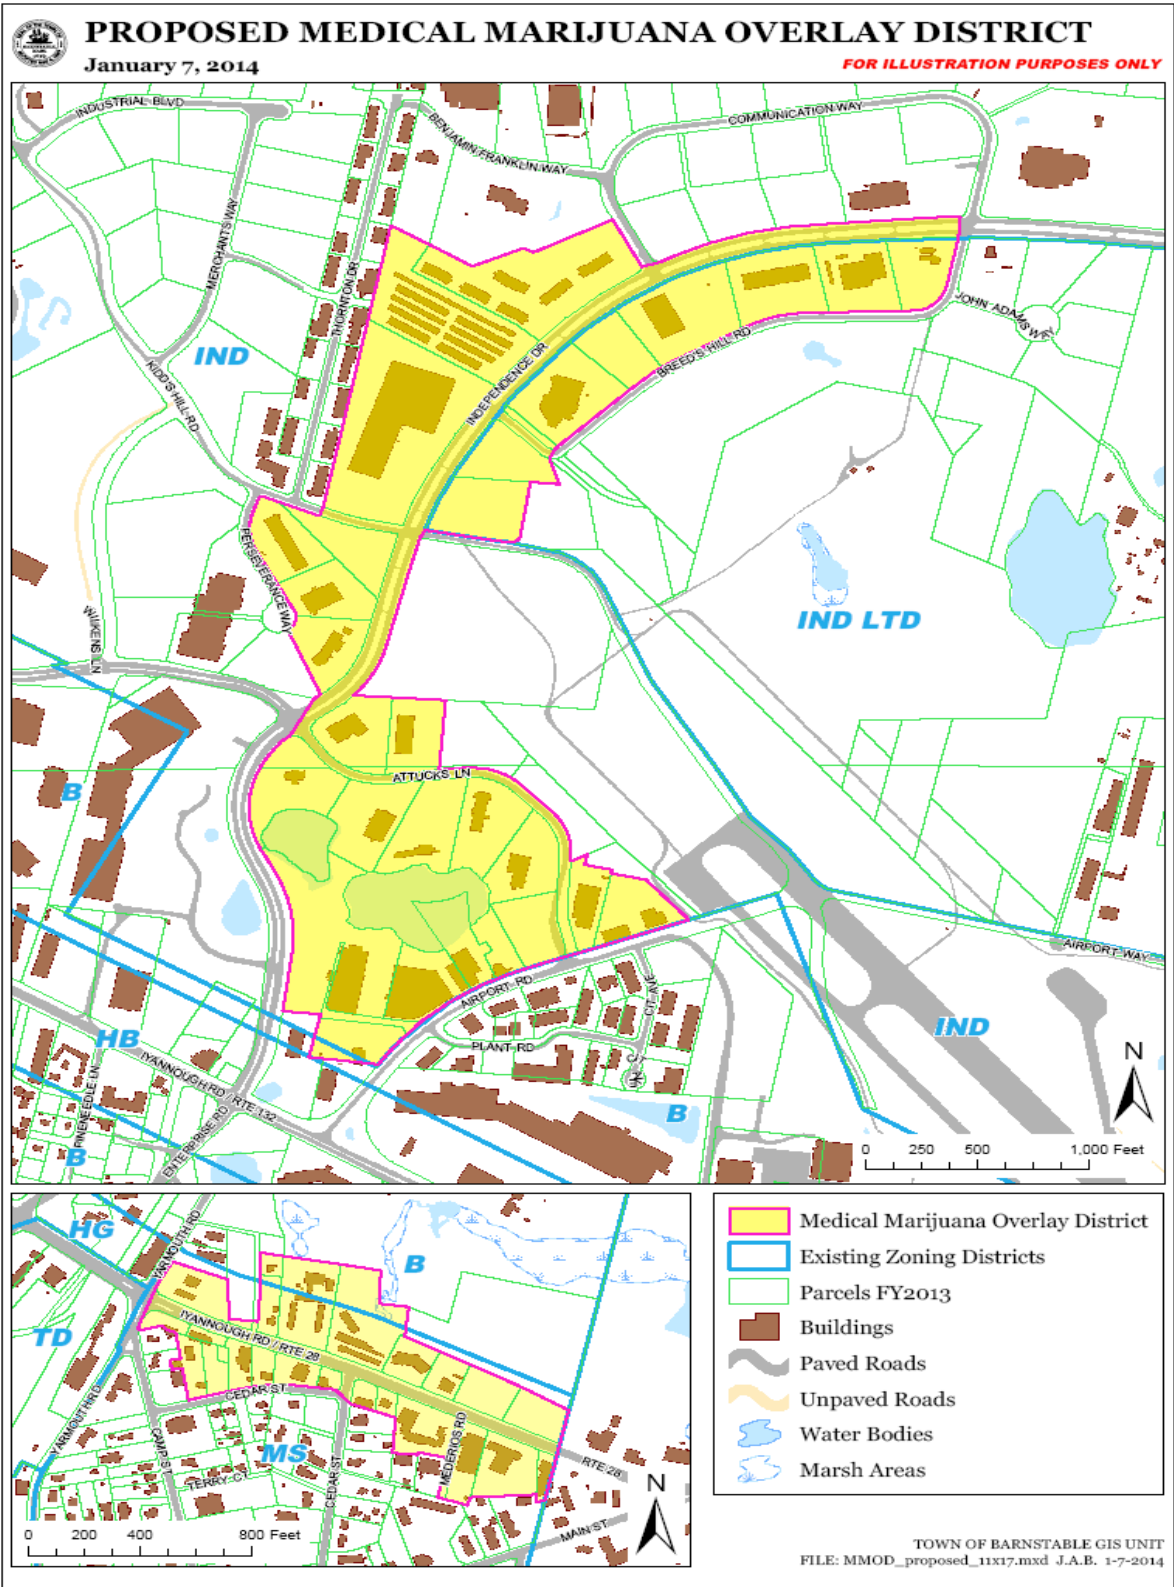 PROPOSED MEDICAL MARIJUANA OVERLAY DISTRICT
January 7, 2014
FOR ILLUSTRATION PURPOSES ONLY
INDUSTRIAL BLVD
BENJAMIN FRANKLIN WAY
COMMUNICATION WAY
MERCHANTS WAY
THORNTON DR
JOHN ADAMS WAY
IND
KIDD'S HILL RD
INDEPENDENCE DR
BREED'S HILL RD
PERSEVERANCE WAY
IND LTD
B
ATTUCKS LN
AIRPORT WAY
AIRPORT RD
CIT AVE
PLANT RD
IND
HB
IYANNOUGH RD / RTE 132
PINENEEDLE LN
ENTERPRISE RD
B
B
N
0 250 500 1,000 Feet
HG
YARMOUTH RD
B
TD
IYANNOUGH RD / RTE 28
CEDAR ST
YARMOUTH RD
CAMP ST
MS
TERRY CT
CEDAR ST
MEDEIROS RD
RTE 28
MAIN ST
N
0 200 400 800 Feet
Medical Marijuana Overlay District
Existing Zoning Districts
Parcels FY2013
Buildings
Paved Roads
Unpaved Roads
Water Bodies
Marsh Areas
TOWN OF BARNSTABLE GIS UNIT
FILE: MMOD_proposed_11x17.mxd J.A.B. 1-7-2014